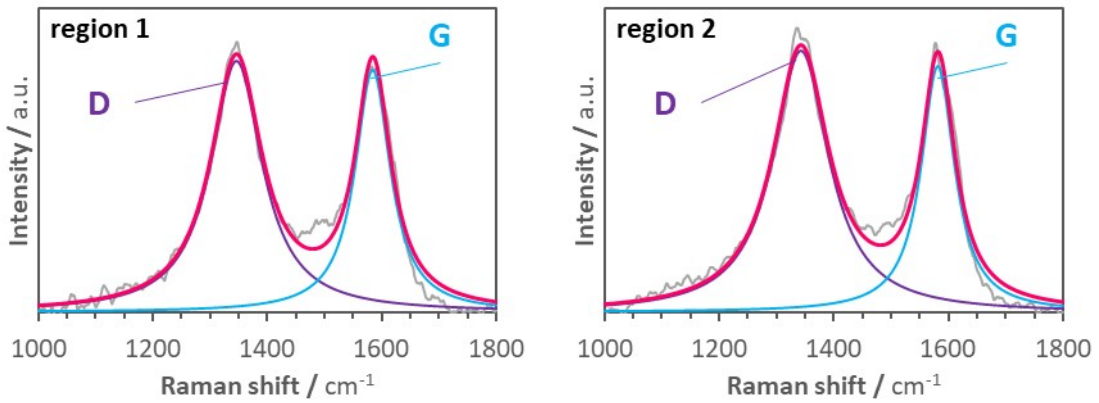 region 1
G
D
Intensity / a.u.
1000 1200 1400 1600 1800
Raman shift / cm⁻¹
region 2
G
D
Intensity / a.u.
1000 1200 1400 1600 1800
Raman shift / cm⁻¹